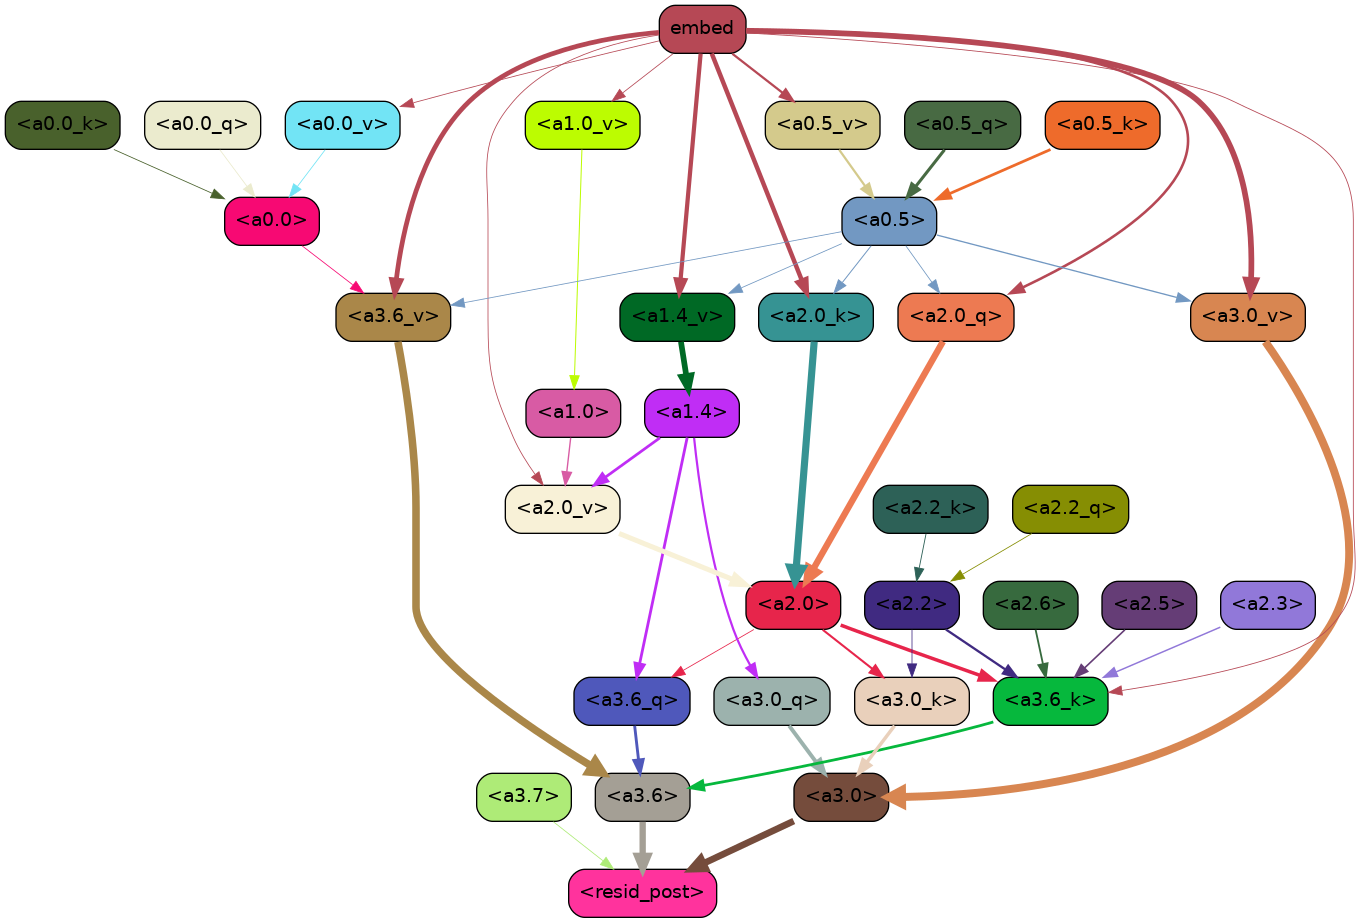 embed
<a0.0_k> <a0.0_q> <a0.0_v> <a1.0_v> <a0.5_v> <a0.5_q> <a0.5_k>
<a0.0> <a0.5>
<a3.6_v> <a1.4_v> <a2.0_k> <a2.0_q> <a3.0_v>
<a1.0> <a1.4>
<a2.0_v> <a2.2_k> <a2.2_q>
<a2.0> <a2.2> <a2.6> <a2.5> <a2.3>
<a3.6_q> <a3.0_q> <a3.0_k> <a3.6_k>
<a3.7> <a3.6> <a3.0>
<resid_post>